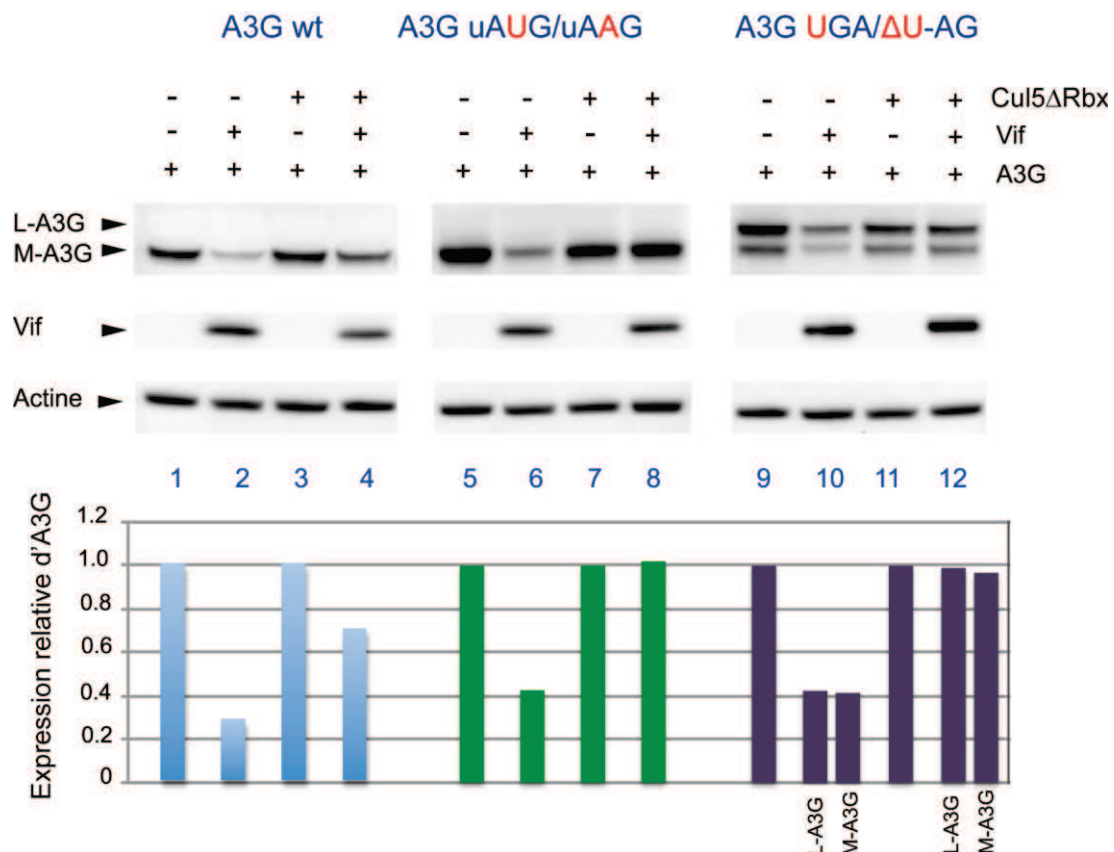 A3G wt A3G uAUG/uAAG A3G UGA/ΔU-AG
- - + + - - + + - - + + Cul5ΔRbx
- + - + - + - + - + - + Vif
+ + + + + + + + + + + + A3G
L-A3G
M-A3G
Vif
Actine
1 2 3 4 5 6 7 8 9 10 11 12
Expression relative d'A3G
1.2
1.0
0.8
0.6
0.4
0.2
0
L-A3G M-A3G L-A3G M-A3G